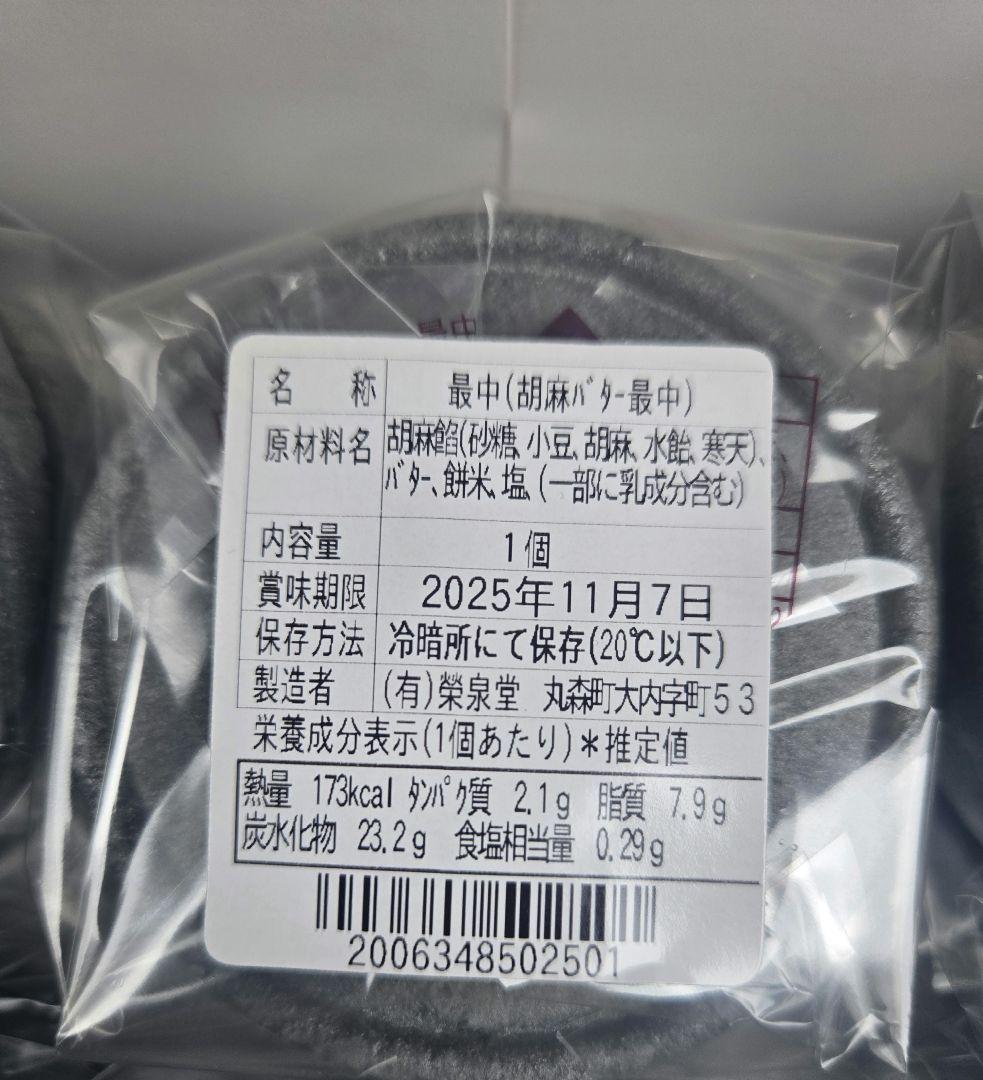 最中
名 称 最中(胡麻バター最中)
原材料名 胡麻餡(砂糖、小豆、胡麻、水飴、寒天)、
バター、餅米、塩、(一部に乳成分含む)
内容量 1個
賞味期限 2025年11月7日
保存方法 冷暗所にて保存(20℃以下)
製造者 (有)榮泉堂 丸森町大内字町53
栄養成分表示(1個あたり)*推定値
熱量 173kcal タンパク質 2.1g 脂質 7.9g
炭水化物 23.2g 食塩相当量 0.29g
2006348502501